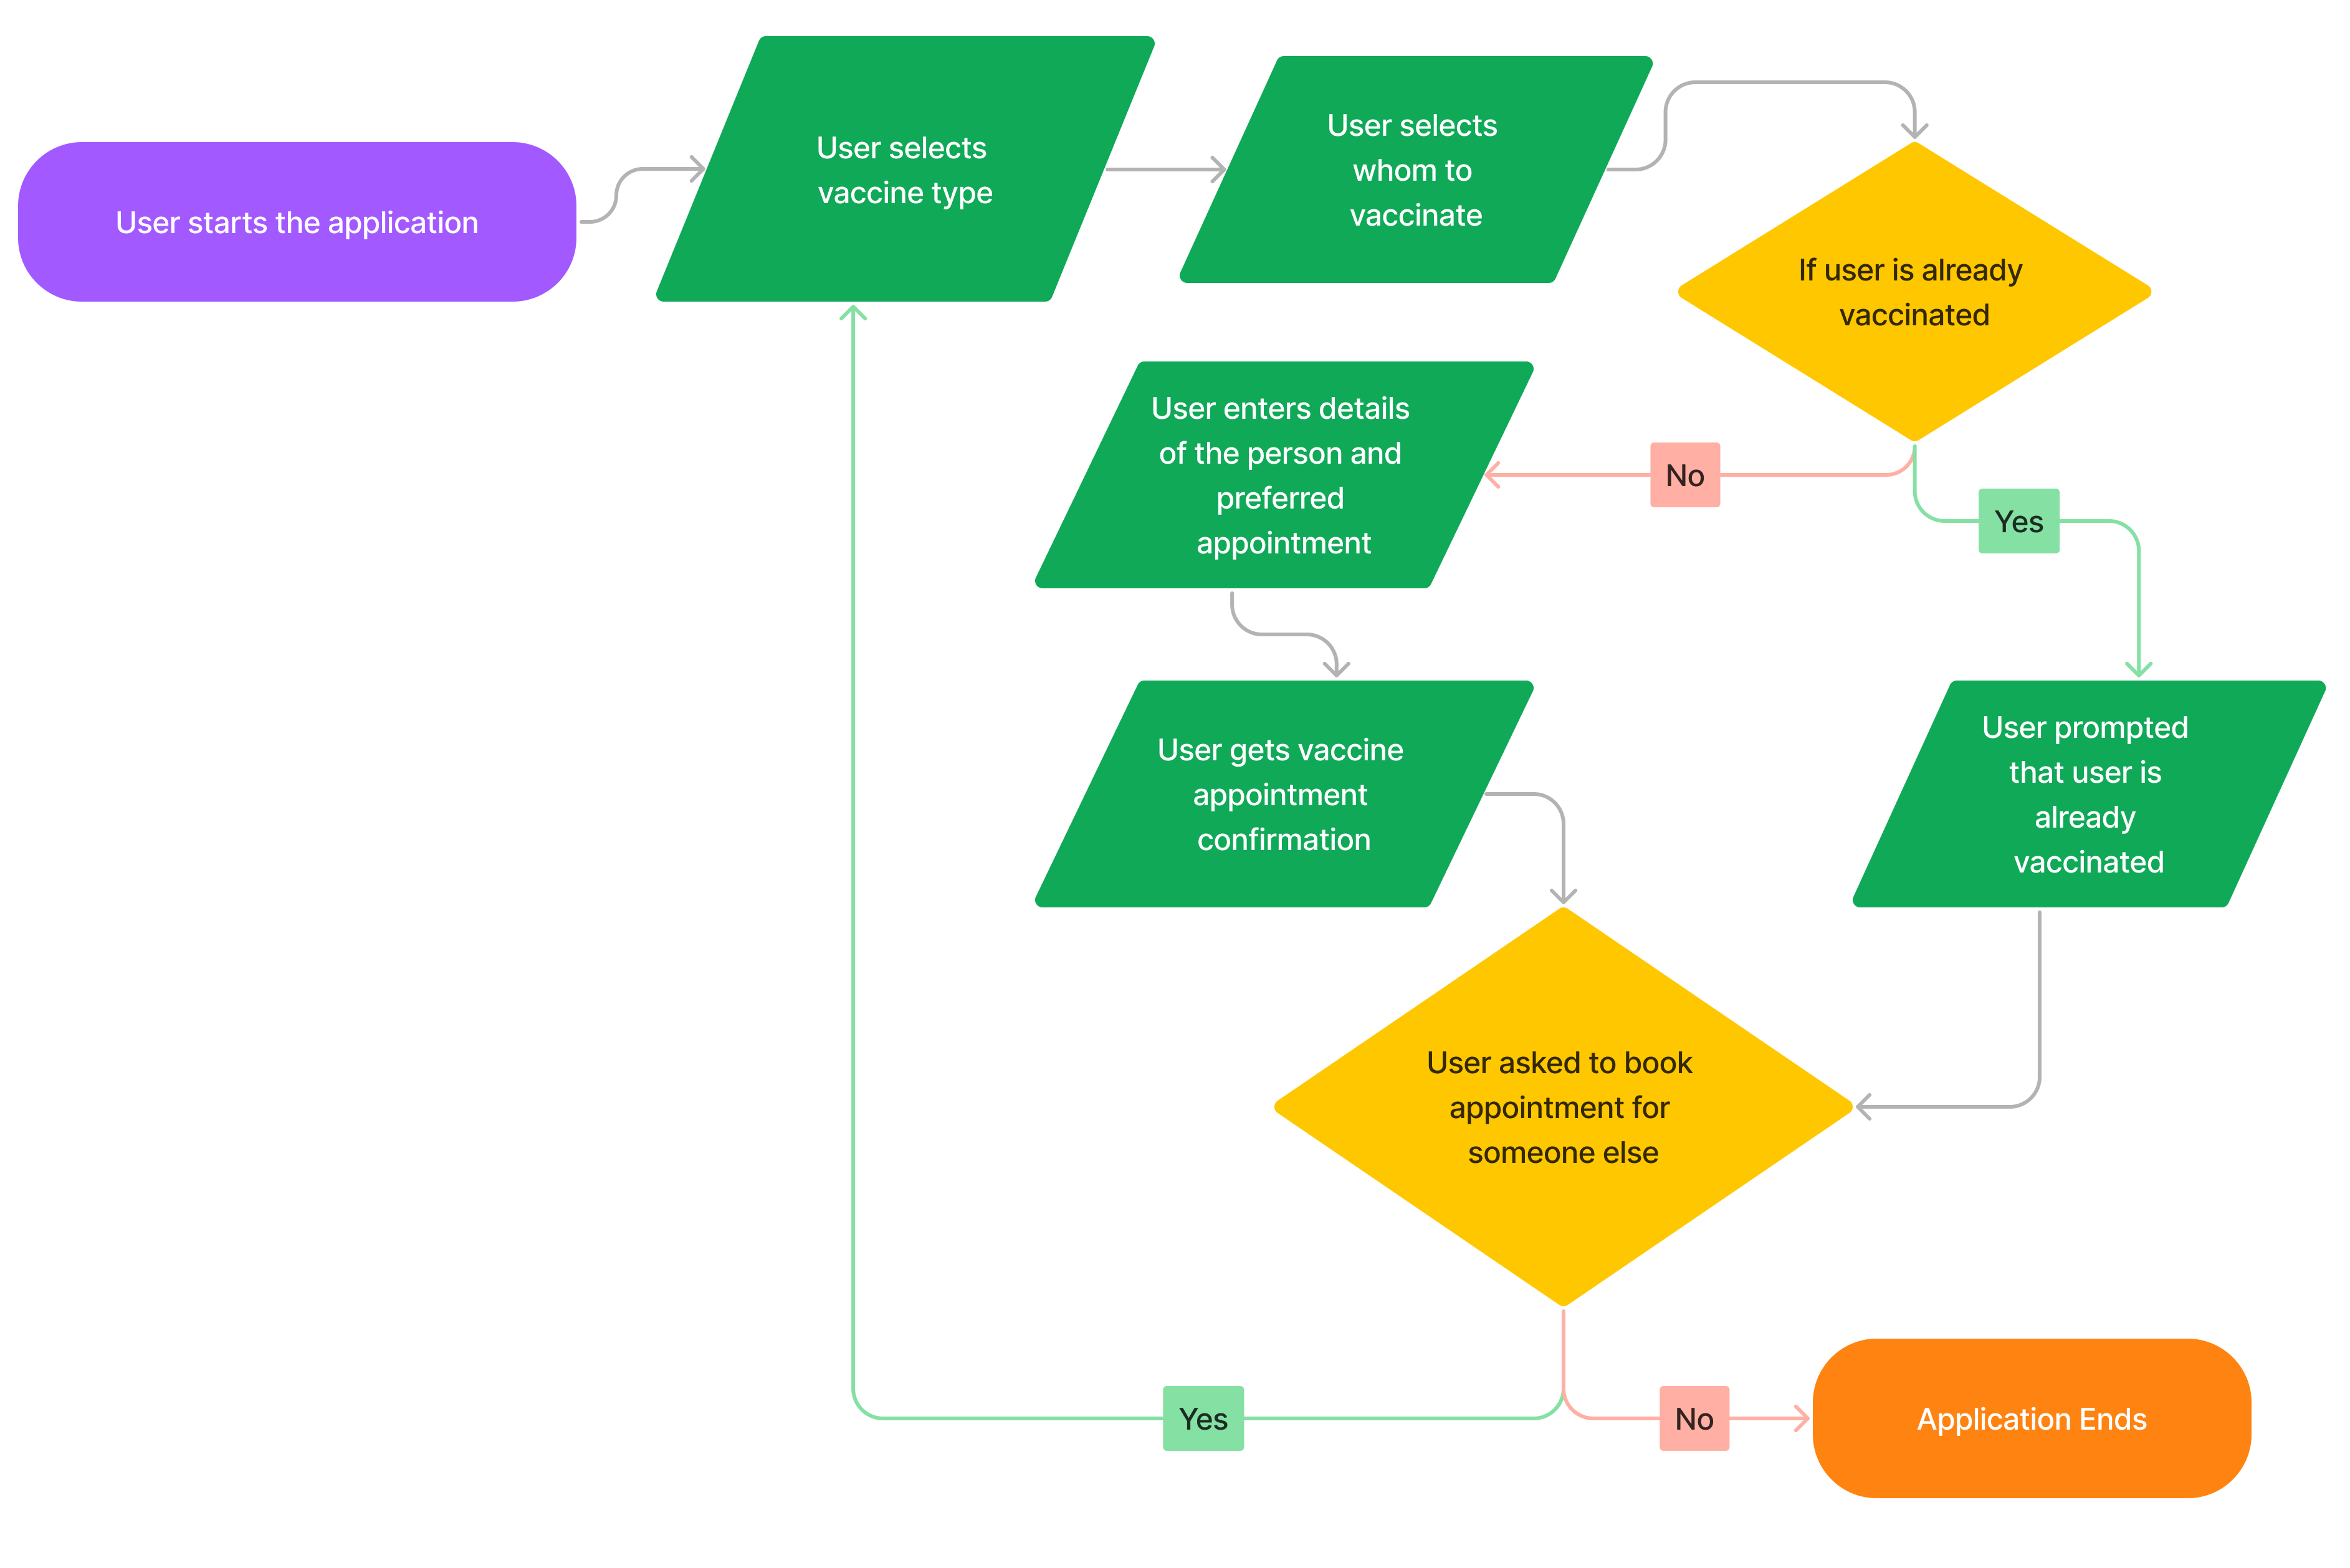 User starts the application
User selects
vaccine type
User selects
whom to
vaccinate
If user is already
vaccinated
No
Yes
User enters details
of the person and
preferred
appointment
User gets vaccine
appointment
confirmation
User prompted
that user is
already
vaccinated
User asked to book
appointment for
someone else
Yes
No
Application Ends